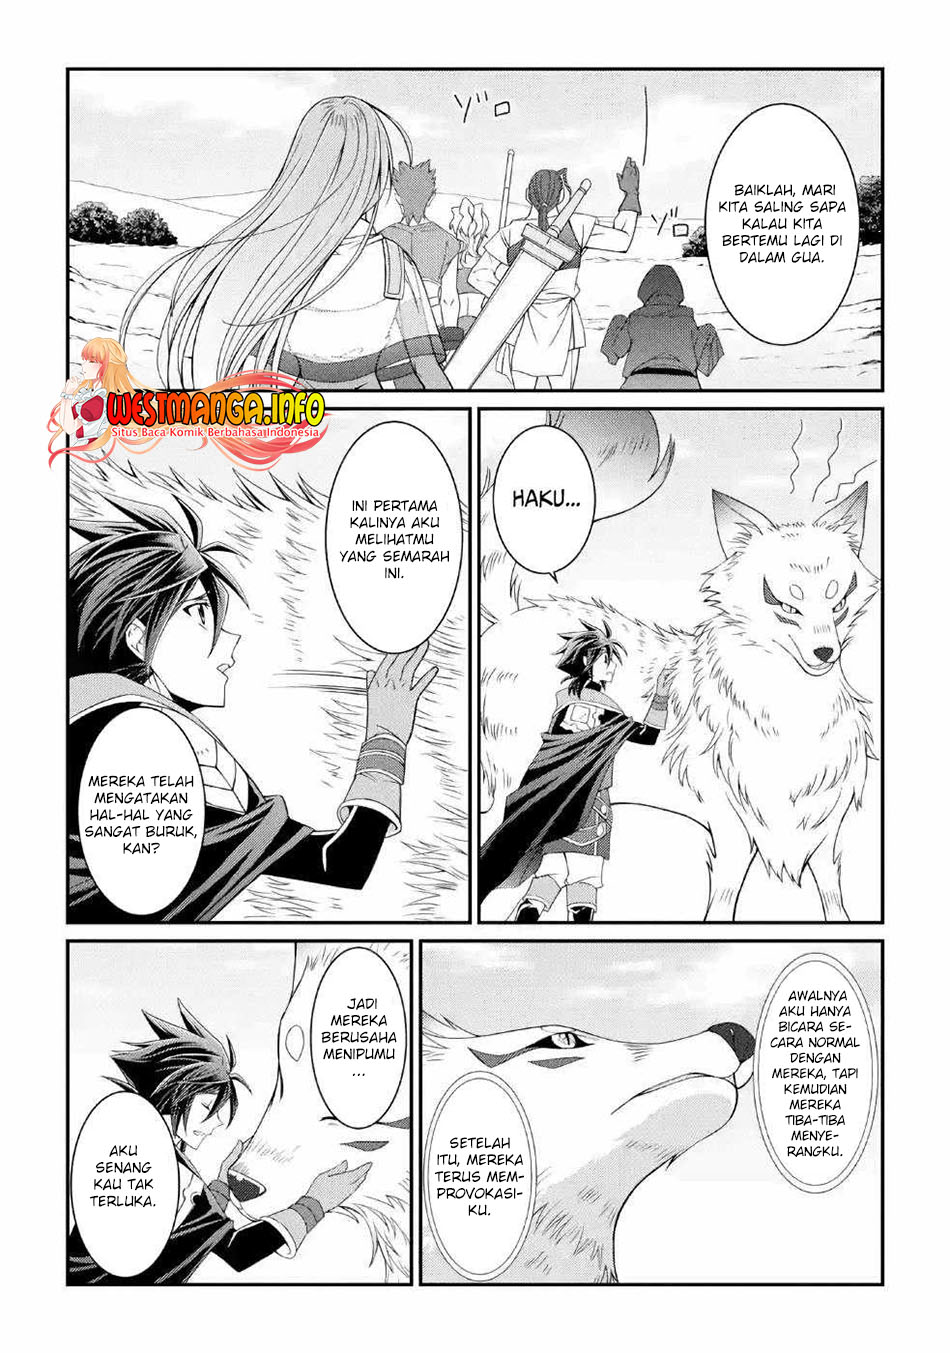 ゾロ
ゾロ
BAIKLAH, MARI
KITA SALING SAPA
KALAU KITA
BERTEMU LAGI DI
DALAM GUA.
WESTMANGA.INFO
Situs Baca Komik Berbahasa Indonesia
HAKU...
INI PERTAMA
KALINYA AKU
MELIHATMU
YANG SEMARAH
INI.
MEREKA TELAH
MENGATAKAN
HAL-HAL YANG
SANGAT BURUK,
KAN?
AWALNYA
AKU HANYA
BICARA SE-
CARA NORMAL
DENGAN
MEREKA, TAPI
KEMUDIAN
MEREKA
TIBA-TIBA
MENYE-
RANGKU.
SETELAH
ITU, MEREKA
TERUS MEM-
PROVOKASI-
KU.
JADI
MEREKA
BERUSAHA
MENIPUMU
...
AKU
SENANG
KAU TAK
TERLUKA.